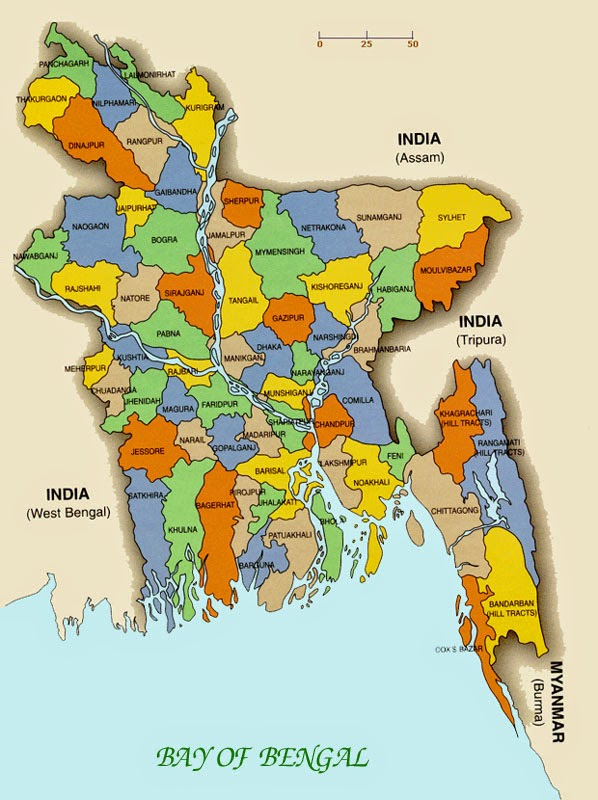 0 25 50
PANCHAGARH
LALMONIRHAT
THAKURGAON
NILPHAMARI
KURIGRAM
DINAJPUR
RANGPUR
INDIA
(Assam)
GAIBANDHA
JAIPURHAT
SHERPUR
NAOGAON
BOGRA
JAMALPUR
NETRAKONA
SUNAMGANJ
SYLHET
MYMENSINGH
NAWABGANJ
MOULVIBAZAR
RAJSHAHI
NATORE
SIRAJGANJ
TANGAIL
KISHOREGANJ
HABIGANJ
GAZIPUR
INDIA
(Tripura)
PABNA
NARSHINGDI
DHAKA
BRAHMANBARIA
KUSHTIA
MANIKGANJ
MEHERPUR
RAJBARI
NARAYANGANJ
CHUADANGA
JHENIDAH
MUNSHIGANJ
COMILLA
MAGURA
FARIDPUR
KHAGRACHARI
(HILL TRACTS)
CHANDPUR
MADARIPUR
NARAIL
GOPALGANJ
RANGAMATI
(HILL TRACTS)
JESSORE
FENI
LAKSHMIPUR
BARISAL
NOAKHALI
INDIA
(West Bengal)
SATKHIRA
PIROJPUR
JHALAKATI
BAGERHAT
CHITTAGONG
KHULNA
BHOLA
PATUAKHALI
BARGUNA
BANDARBAN
(HILL TRACTS)
COX'S BAZAR
MYANMAR
(Burma)
BAY OF BENGAL